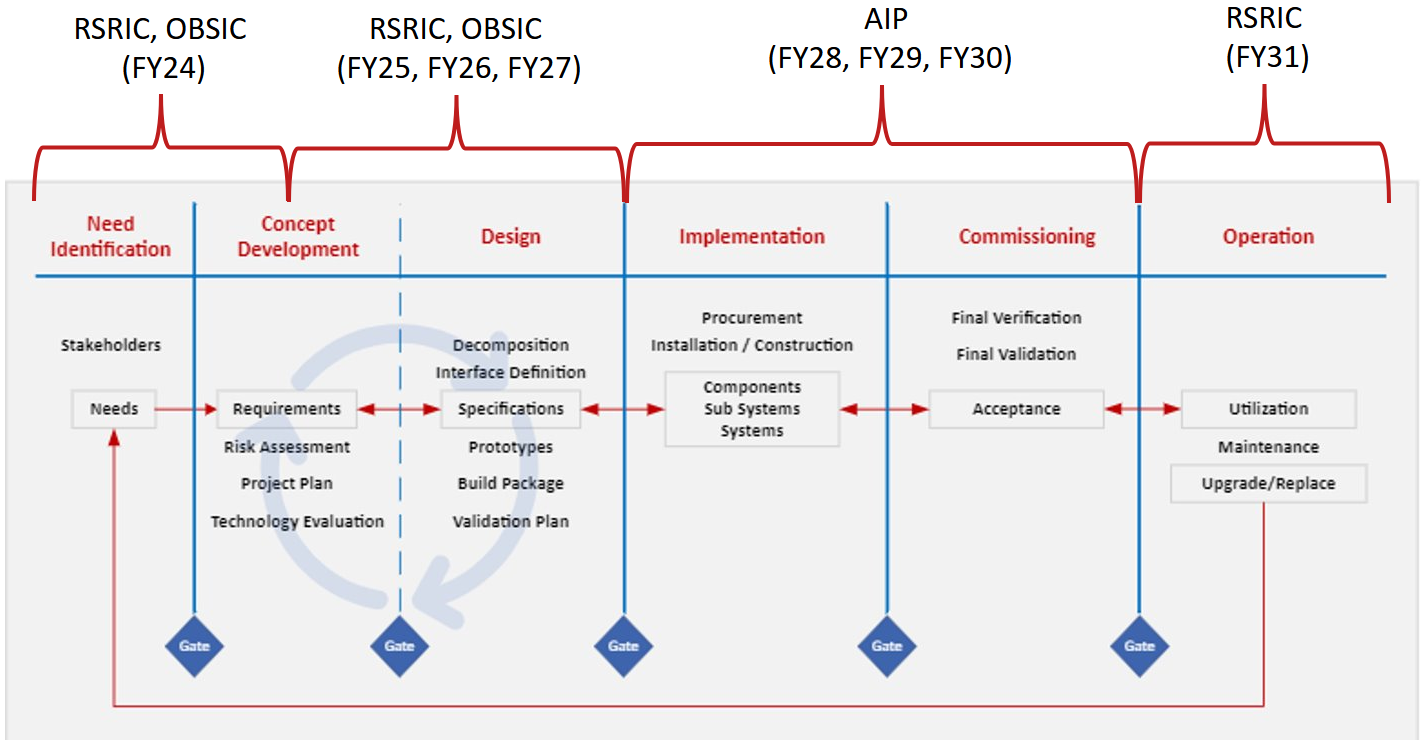 RSRIC, OBSIC
(FY24)
RSRIC, OBSIC
(FY25, FY26, FY27)
AIP
(FY28, FY29, FY30)
RSRIC
(FY31)
Need
Identification
Concept
Development
Design
Implementation
Commissioning
Operation
Stakeholders
Needs
Requirements
Risk Assessment
Project Plan
Technology Evaluation
Decomposition
Interface Definition
Specifications
Prototypes
Build Package
Validation Plan
Procurement
Installation / Construction
Components
Sub Systems
Systems
Final Verification
Final Validation
Acceptance
Utilization
Maintenance
Upgrade/Replace
Gate
Gate
Gate
Gate
Gate